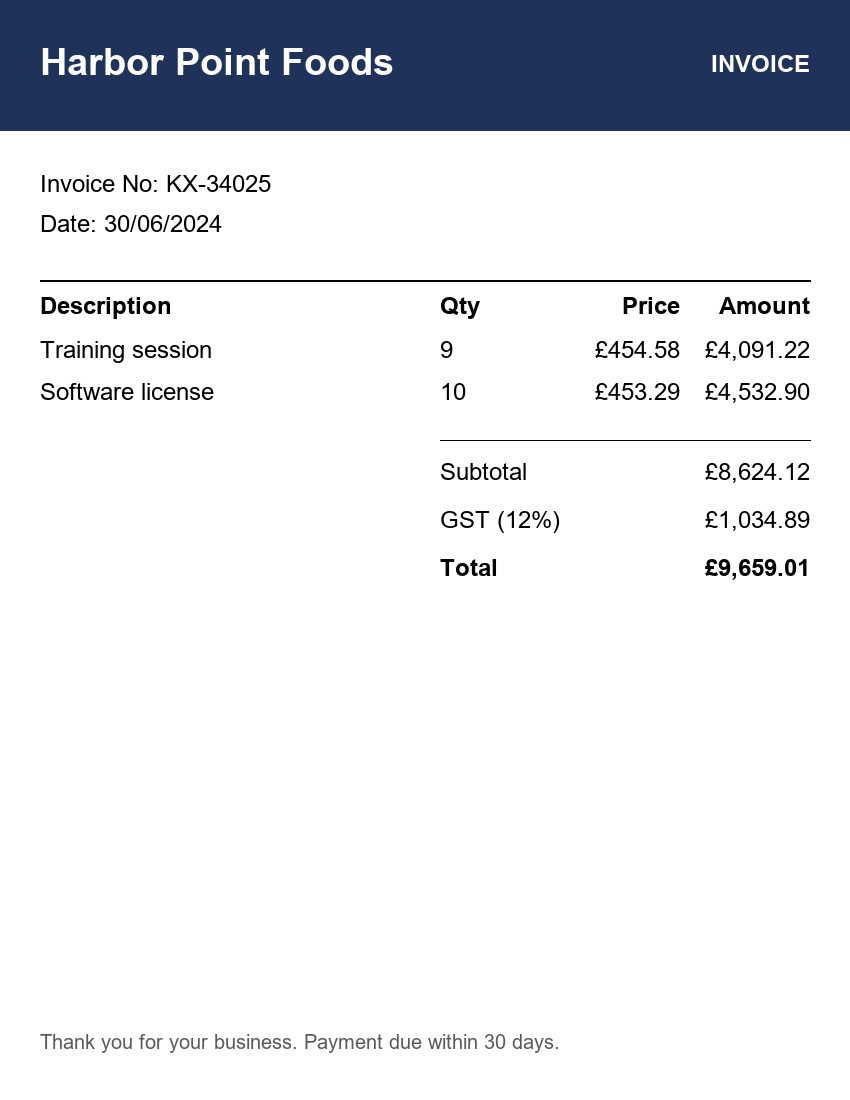 Harbor Point Foods INVOICE
Invoice No: KX-34025
Date: 30/06/2024
Description Qty Price Amount
Training session 9 £454.58 £4,091.22
Software license 10 £453.29 £4,532.90
Subtotal £8,624.12
GST (12%) £1,034.89
Total £9,659.01
Thank you for your business. Payment due within 30 days.